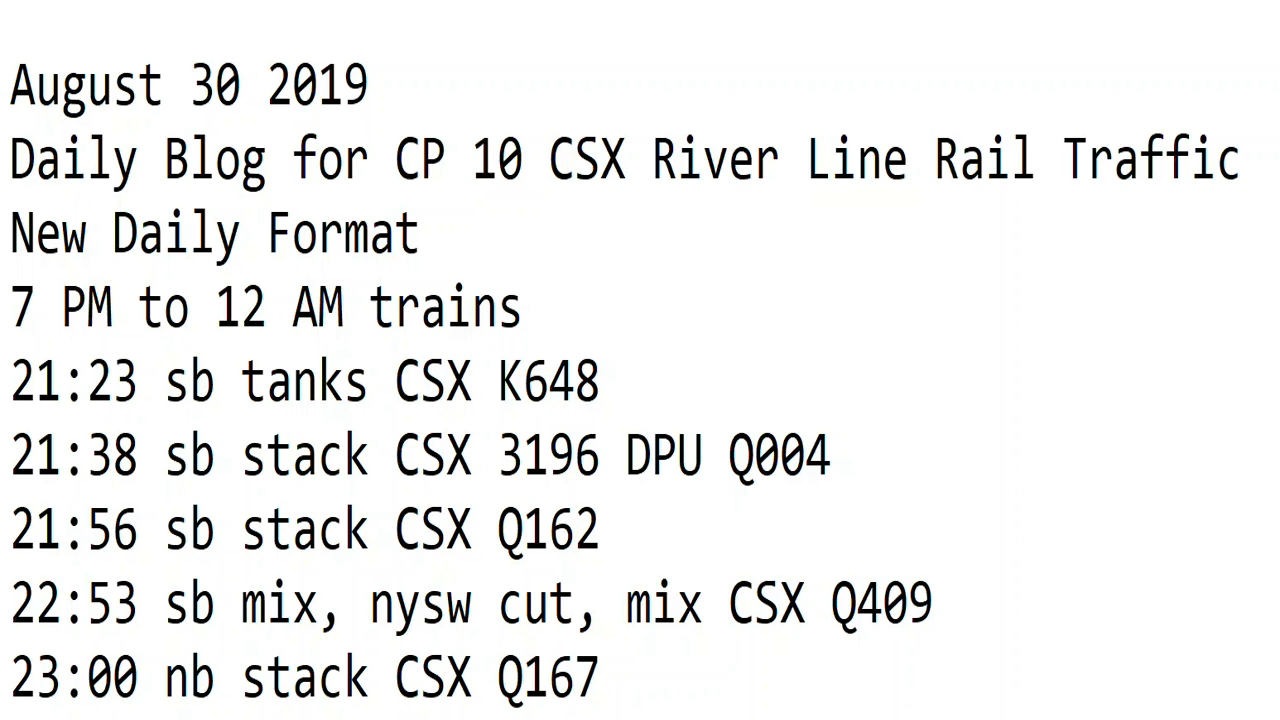 August 30 2019
Daily Blog for CP 10 CSX River Line Rail Traffic
New Daily Format
7 PM to 12 AM trains
21:23 sb tanks CSX K648
21:38 sb stack CSX 3196 DPU Q004
21:56 sb stack CSX Q162
22:53 sb mix, nysw cut, mix CSX Q409
23:00 nb stack CSX Q167